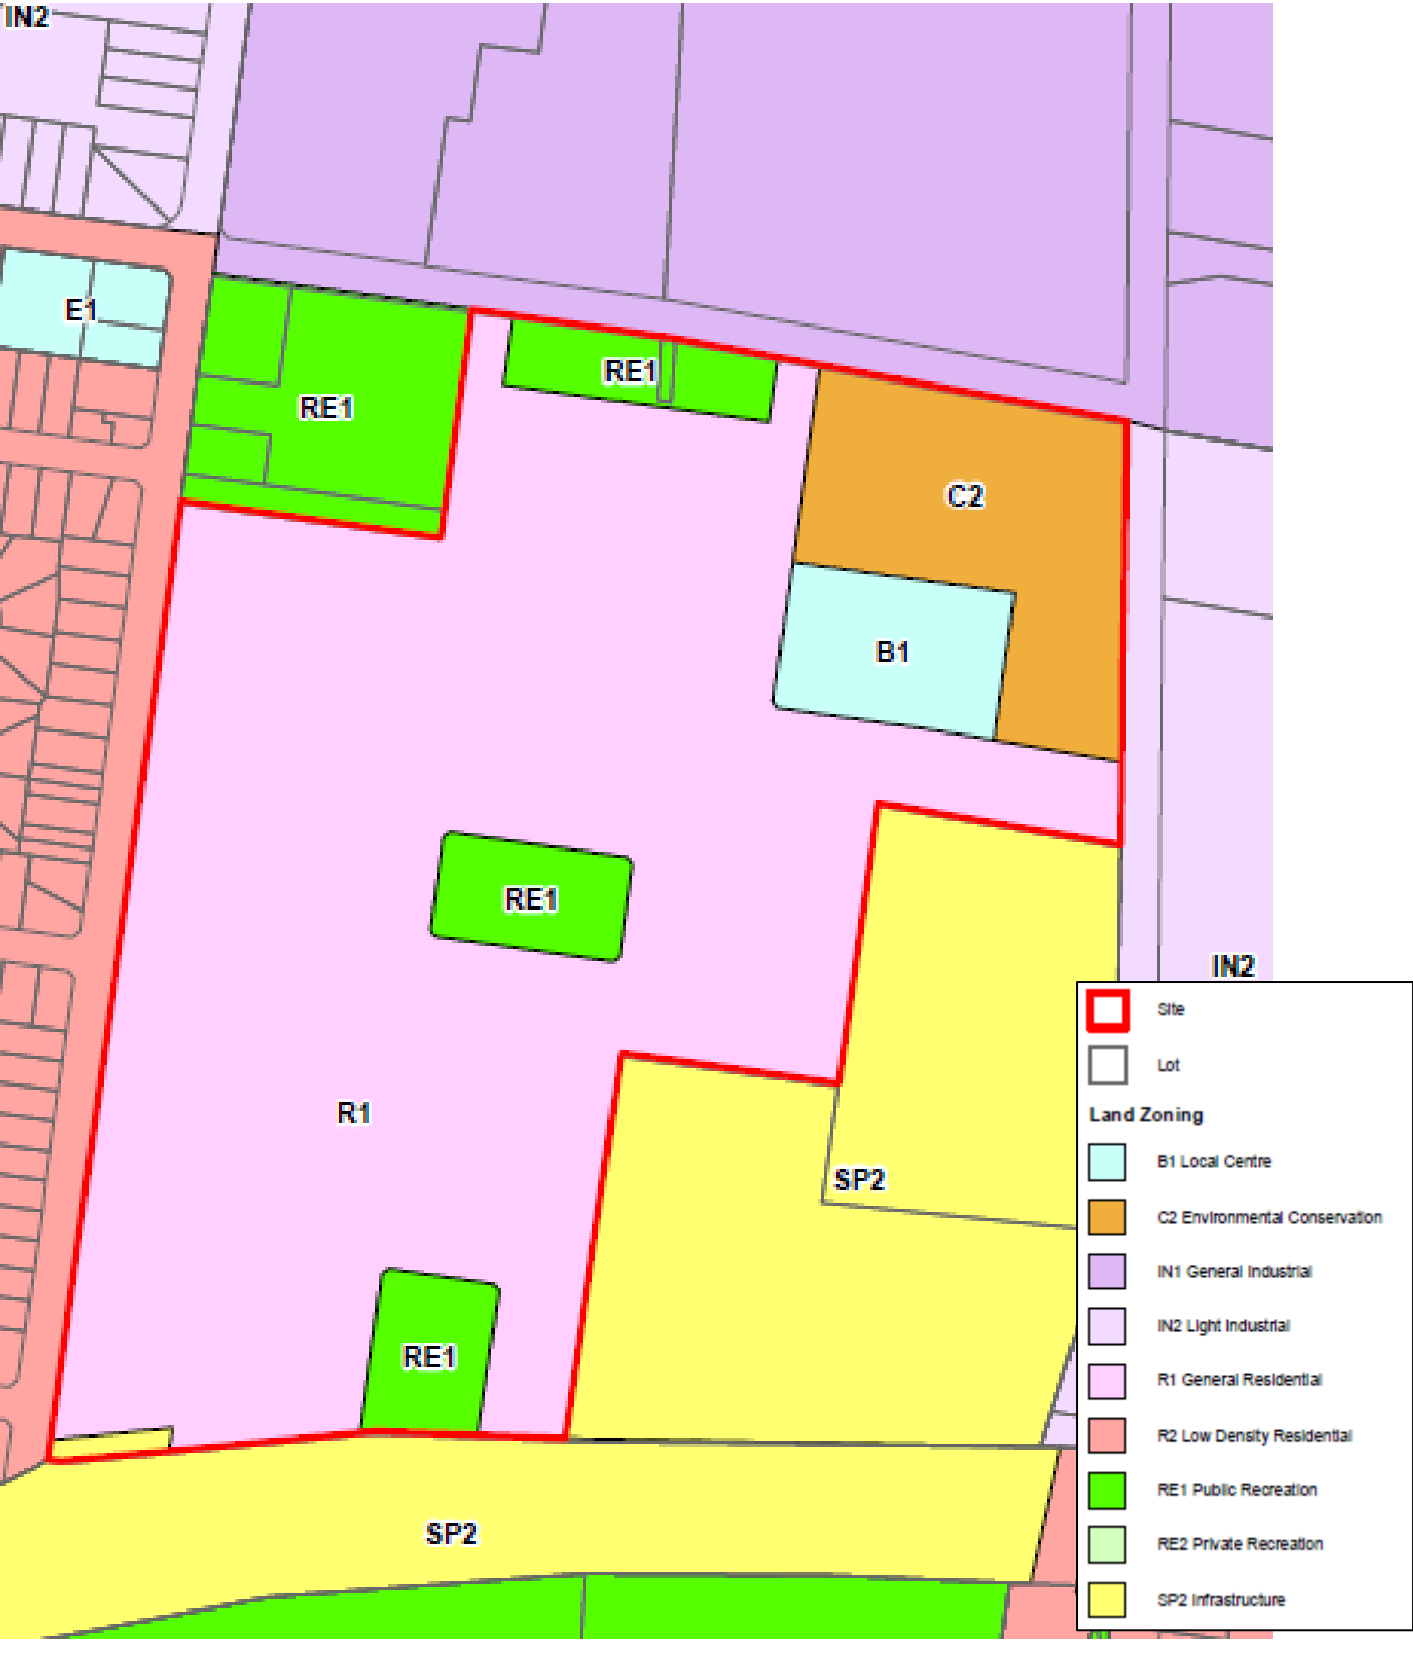 IN2
E1
RE1
RE1
C2
B1
RE1
IN2
R1
SP2
RE1
SP2
Site
Lot
Land Zoning
B1 Local Centre
C2 Environmental Conservation
IN1 General Industrial
IN2 Light Industrial
R1 General Residential
R2 Low Density Residential
RE1 Public Recreation
RE2 Private Recreation
SP2 Infrastructure